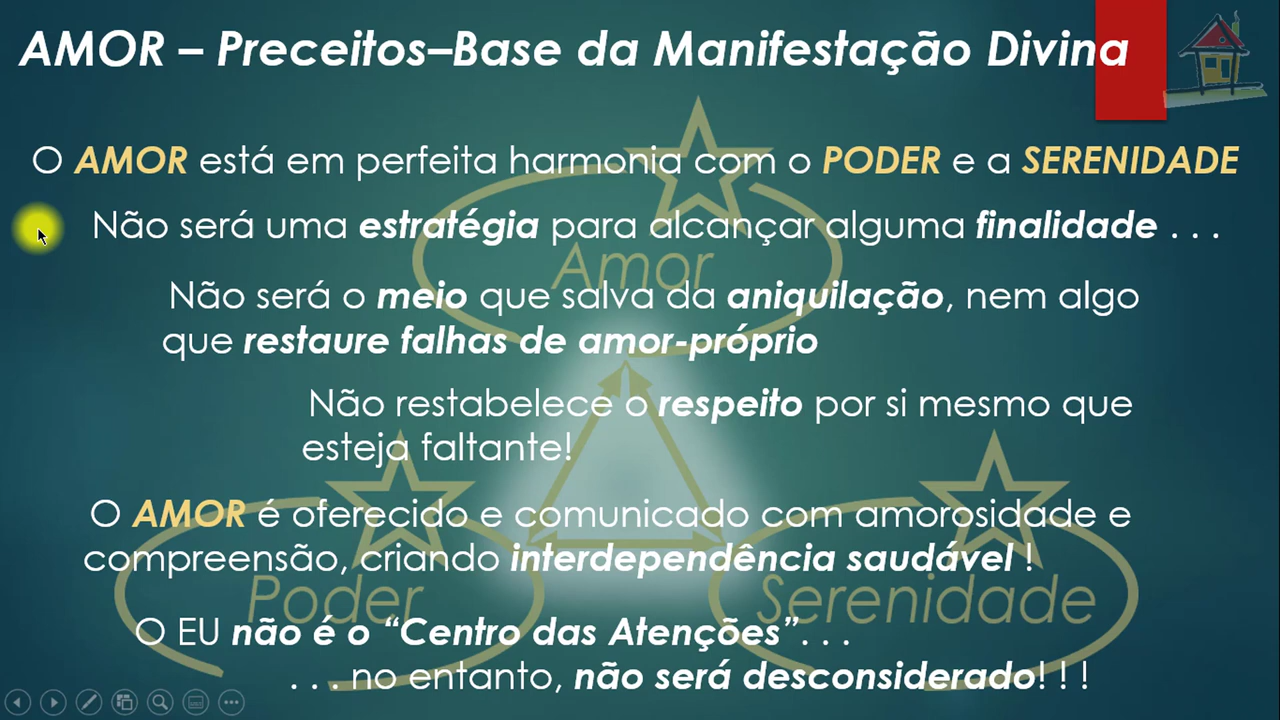 AMOR – Preceitos–Base da Manifestação Divina
O AMOR está em perfeita harmonia com o PODER e a SERENIDADE
Não será uma estratégia para alcançar alguma finalidade . . .
Amor
Não será o meio que salva da aniquilação, nem algo
que restaure falhas de amor-próprio
Não restabelece o respeito por si mesmo que
esteja faltante!
O AMOR é oferecido e comunicado com amorosidade e
compreensão, criando interdependência saudável !
Poder
Serenidade
O EU não é o “Centro das Atenções”. . .
. . . no entanto, não será desconsiderado! ! !